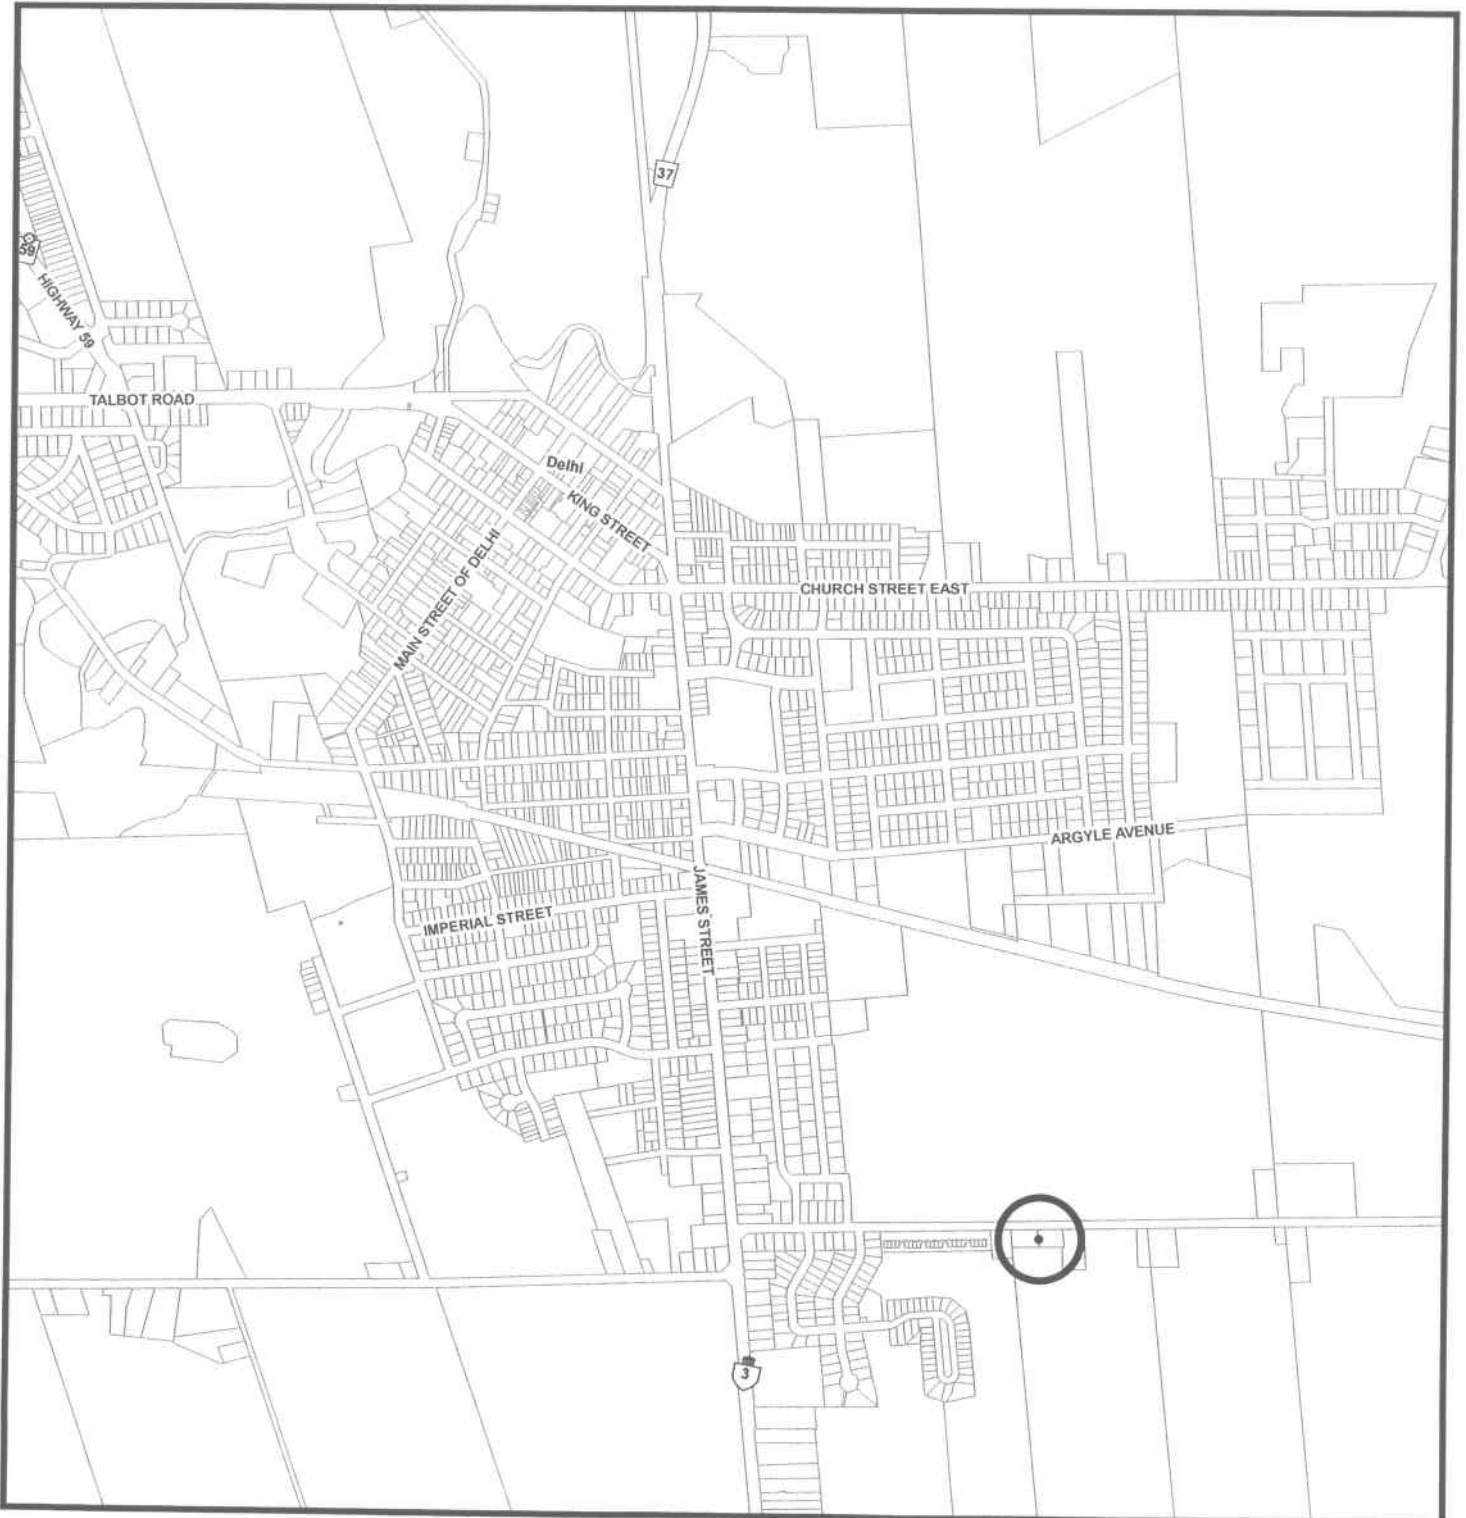 37
59
HIGHWAY 59
TALBOT ROAD
Delhi
KING STREET
MAIN STREET OF DELHI
CHURCH STREET EAST
ARGYLE AVENUE
JAMES STREET
IMPERIAL STREET
3